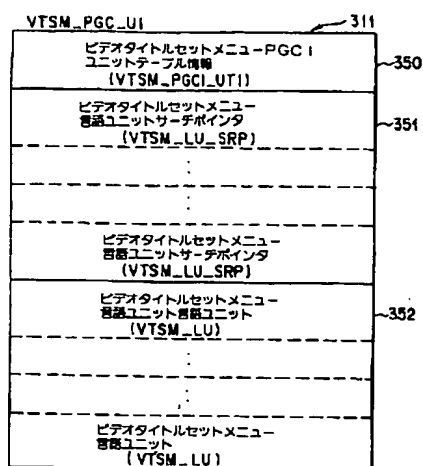 VTSM_PGC_UI
311
ビデオタイトルセットメニューPGCI
ユニットテーブル情報
(VTSM_PGCI_UTI)
350
ビデオタイトルセットメニュー
言語ユニットサーチポインタ
(VTSM_LU_SRP)
351
ビデオタイトルセットメニュー
言語ユニットサーチポインタ
(VTSM_LU_SRP)
ビデオタイトルセットメニュー
言語ユニット言語ユニット
(VTSM_LU)
352
ビデオタイトルセットメニュー
言語ユニット
(VTSM_LU)